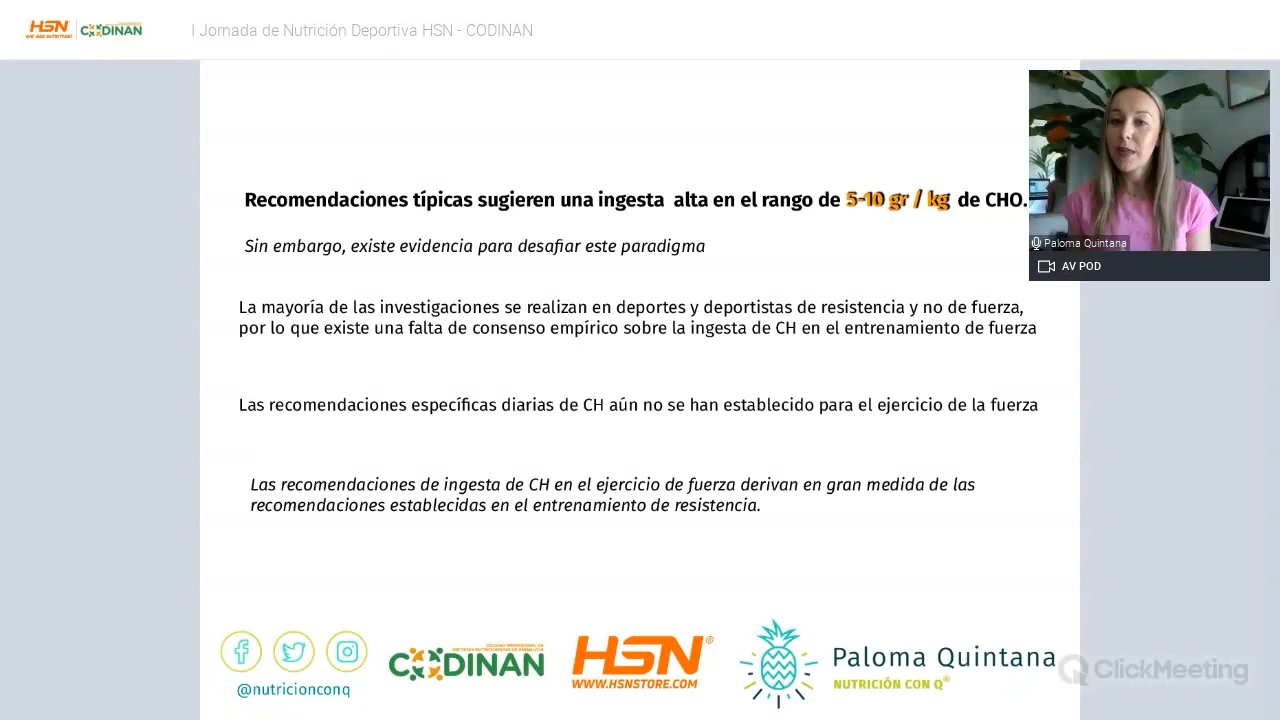 HSN
CODINAN
I Jornada de Nutrición Deportiva HSN - CODINAN
Paloma Quintana
AV POD
Recomendaciones típicas sugieren una ingesta alta en el rango de 5-10 gr / kg de CHO.
Sin embargo, existe evidencia para desafiar este paradigma
La mayoría de las investigaciones se realizan en deportes y deportistas de resistencia y no de fuerza,
por lo que existe una falta de consenso empírico sobre la ingesta de CH en el entrenamiento de fuerza
Las recomendaciones específicas diarias de CH aún no se han establecido para el ejercicio de la fuerza
Las recomendaciones de ingesta de CH en el ejercicio de fuerza derivan en gran medida de las
recomendaciones establecidas en el entrenamiento de resistencia.
@nutricionconq
CODINAN
HSN®
WWW.HSNSTORE.COM
Paloma Quintana
NUTRICIÓN CON Q®
ClickMeeting